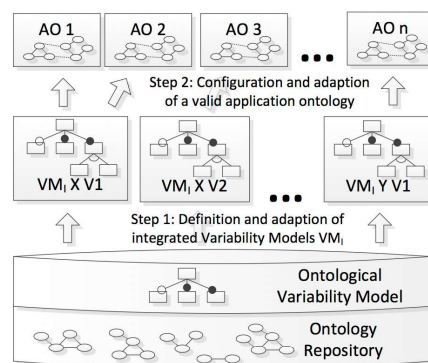 AO 1 AO 2 AO 3 AO n
Step 2: Configuration and adaption
of a valid application ontology
VMI X V1 VMI X V2 VMI Y V1
Step 1: Definition and adaption of
integrated Variability Models VMI
Ontological
Variability Model
Ontology
Repository